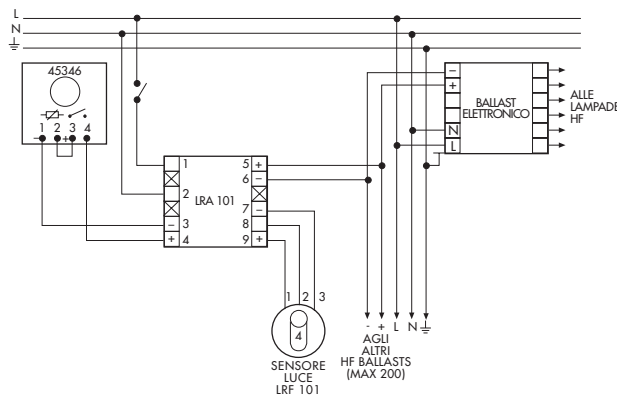 L
N
45346
1 2 + 3 4
-
+
N
L
BALLAST
ELETTRONICO
ALLE
LAMPADE
HF
1
2
3
4
-
+
LRA 101
5 +
6 -
7 -
8
9 +
1 2 3
4
SENSORE
LUCE
LRF 101
- + L N
AGLI
ALTRI
HF BALLASTS
(MAX 200)